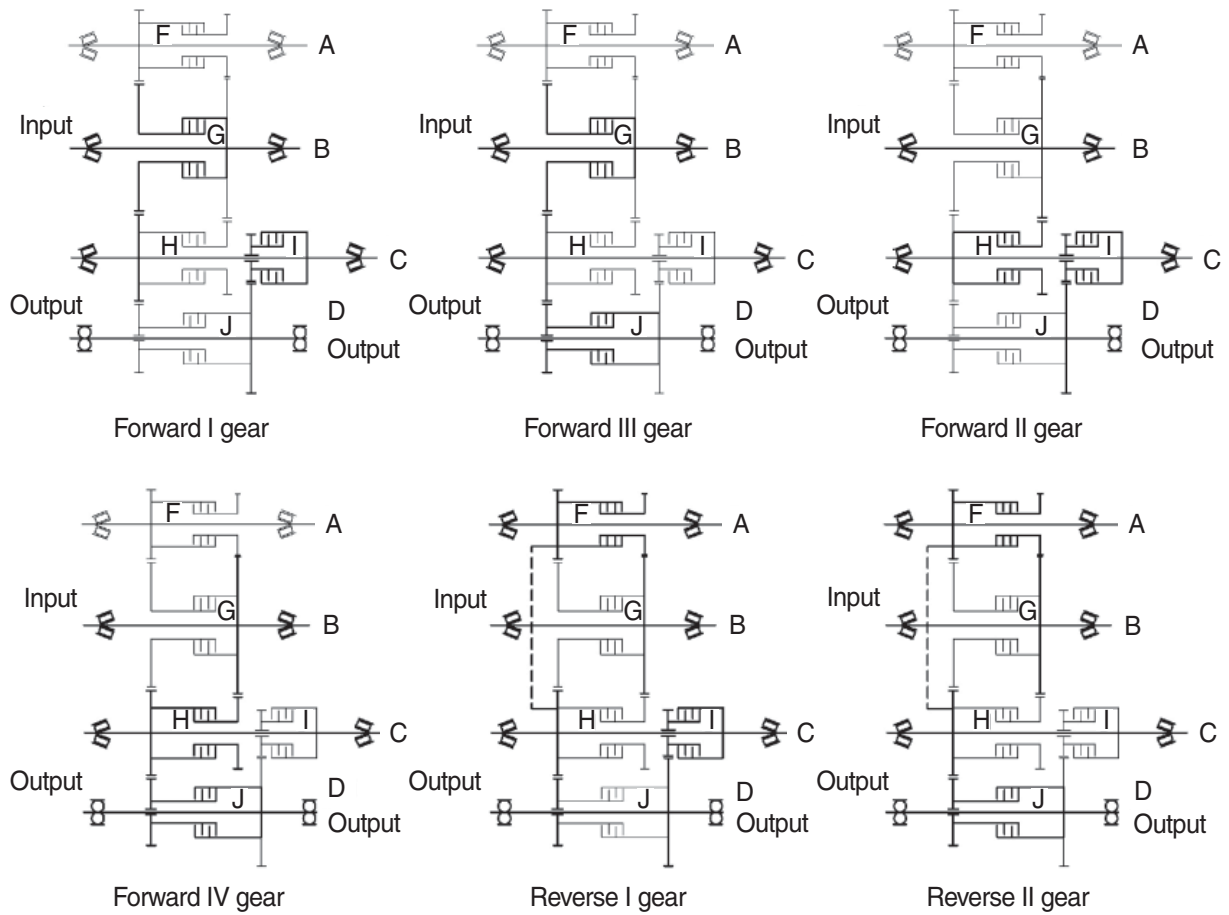 F
A
Input
G
B
H
I
C
Output
D
J
Output
Forward I gear
F
A
Input
G
B
H
I
C
Output
D
J
Output
Forward III gear
F
A
Input
G
B
H
I
C
Output
D
J
Output
Forward II gear
F
A
Input
G
B
H
I
C
Output
D
J
Output
Forward IV gear
F
A
Input
G
B
H
I
C
Output
D
J
Output
Reverse I gear
F
A
Input
G
B
H
I
C
Output
D
J
Output
Reverse II gear